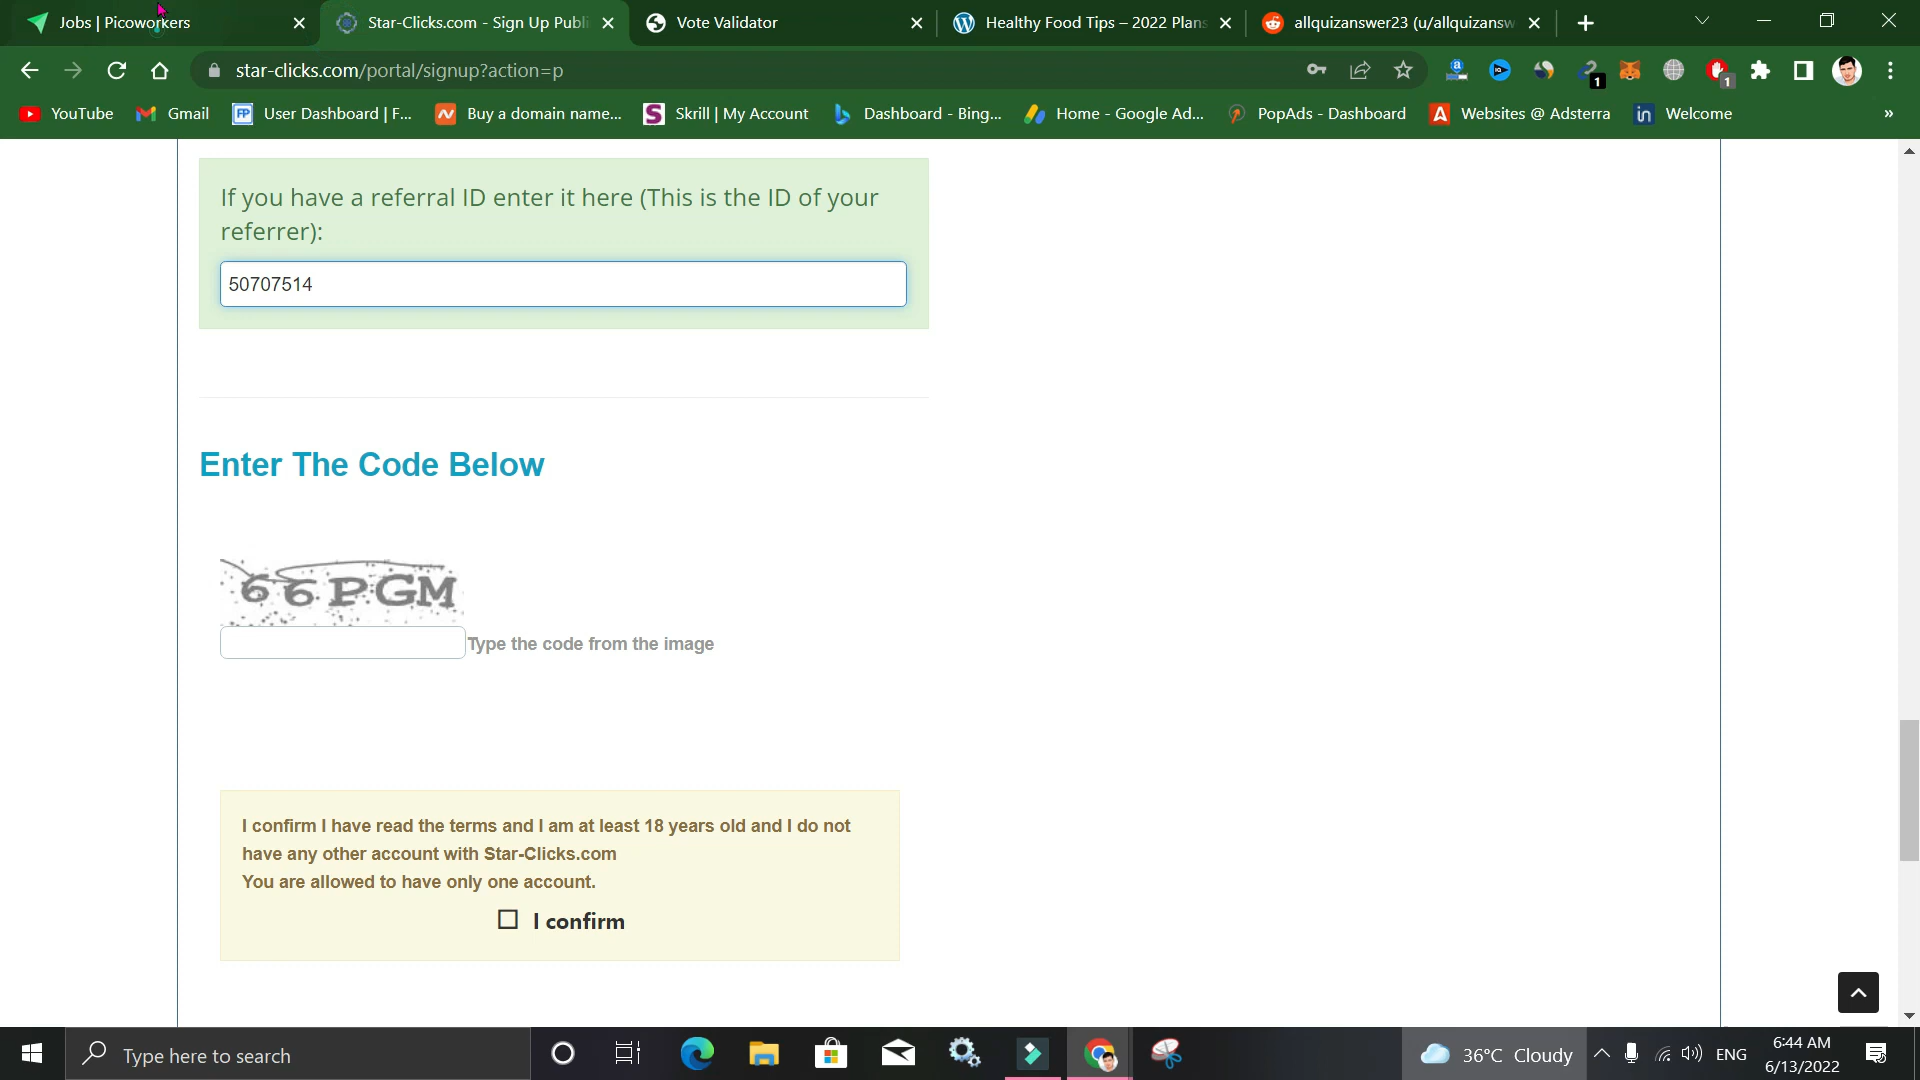 Jobs | Picoworkers
Star-Clicks.com - Sign Up Publi
Vote Validator
Healthy Food Tips – 2022 Plans
allquizanswer23 (u/allquizansw
star-clicks.com/portal/signup?action=p
1
1
YouTube
Gmail
User Dashboard | F...
Buy a domain name...
Skrill | My Account
Dashboard - Bing...
Home - Google Ad...
PopAds - Dashboard
Websites @ Adsterra
Welcome
»
If you have a referral ID enter it here (This is the ID of your
referrer):
50707514
Enter The Code Below
66PGM
Type the code from the image
I confirm I have read the terms and I am at least 18 years old and I do not
have any other account with Star-Clicks.com
You are allowed to have only one account.
I confirm
Type here to search
36°C Cloudy
ENG
6:44 AM
6/13/2022